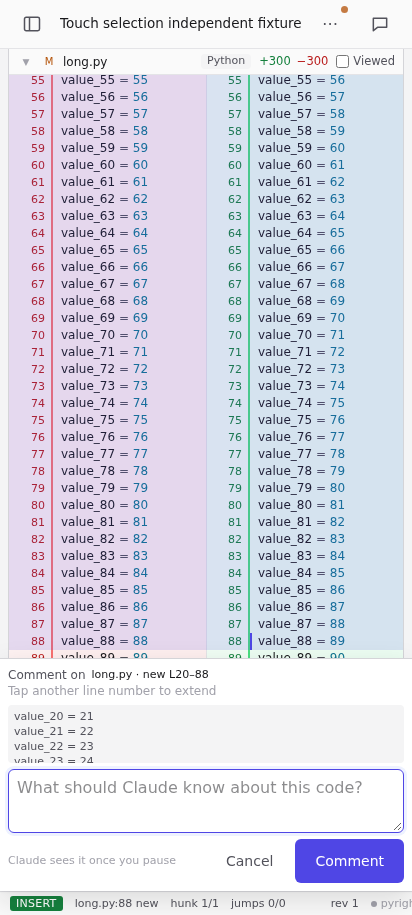 Touch selection independent fixture ...
▼ M long.py Python +300 −300 Viewed
55 value_55 = 55 55 value_55 = 56
56 value_56 = 56 56 value_56 = 57
57 value_57 = 57 57 value_57 = 58
58 value_58 = 58 58 value_58 = 59
59 value_59 = 59 59 value_59 = 60
60 value_60 = 60 60 value_60 = 61
61 value_61 = 61 61 value_61 = 62
62 value_62 = 62 62 value_62 = 63
63 value_63 = 63 63 value_63 = 64
64 value_64 = 64 64 value_64 = 65
65 value_65 = 65 65 value_65 = 66
66 value_66 = 66 66 value_66 = 67
67 value_67 = 67 67 value_67 = 68
68 value_68 = 68 68 value_68 = 69
69 value_69 = 69 69 value_69 = 70
70 value_70 = 70 70 value_70 = 71
71 value_71 = 71 71 value_71 = 72
72 value_72 = 72 72 value_72 = 73
73 value_73 = 73 73 value_73 = 74
74 value_74 = 74 74 value_74 = 75
75 value_75 = 75 75 value_75 = 76
76 value_76 = 76 76 value_76 = 77
77 value_77 = 77 77 value_77 = 78
78 value_78 = 78 78 value_78 = 79
79 value_79 = 79 79 value_79 = 80
80 value_80 = 80 80 value_80 = 81
81 value_81 = 81 81 value_81 = 82
82 value_82 = 82 82 value_82 = 83
83 value_83 = 83 83 value_83 = 84
84 value_84 = 84 84 value_84 = 85
85 value_85 = 85 85 value_85 = 86
86 value_86 = 86 86 value_86 = 87
87 value_87 = 87 87 value_87 = 88
88 value_88 = 88 88 value_88 = 89
89 value_89 = 89 89 value_89 = 90
Comment on long.py · new L20–88
Tap another line number to extend
value_20 = 21
value_21 = 22
value_22 = 23
value_23 = 24
What should Claude know about this code?
Claude sees it once you pause Cancel Comment
INSERT long.py:88 new hunk 1/1 jumps 0/0 rev 1 ● pyrig